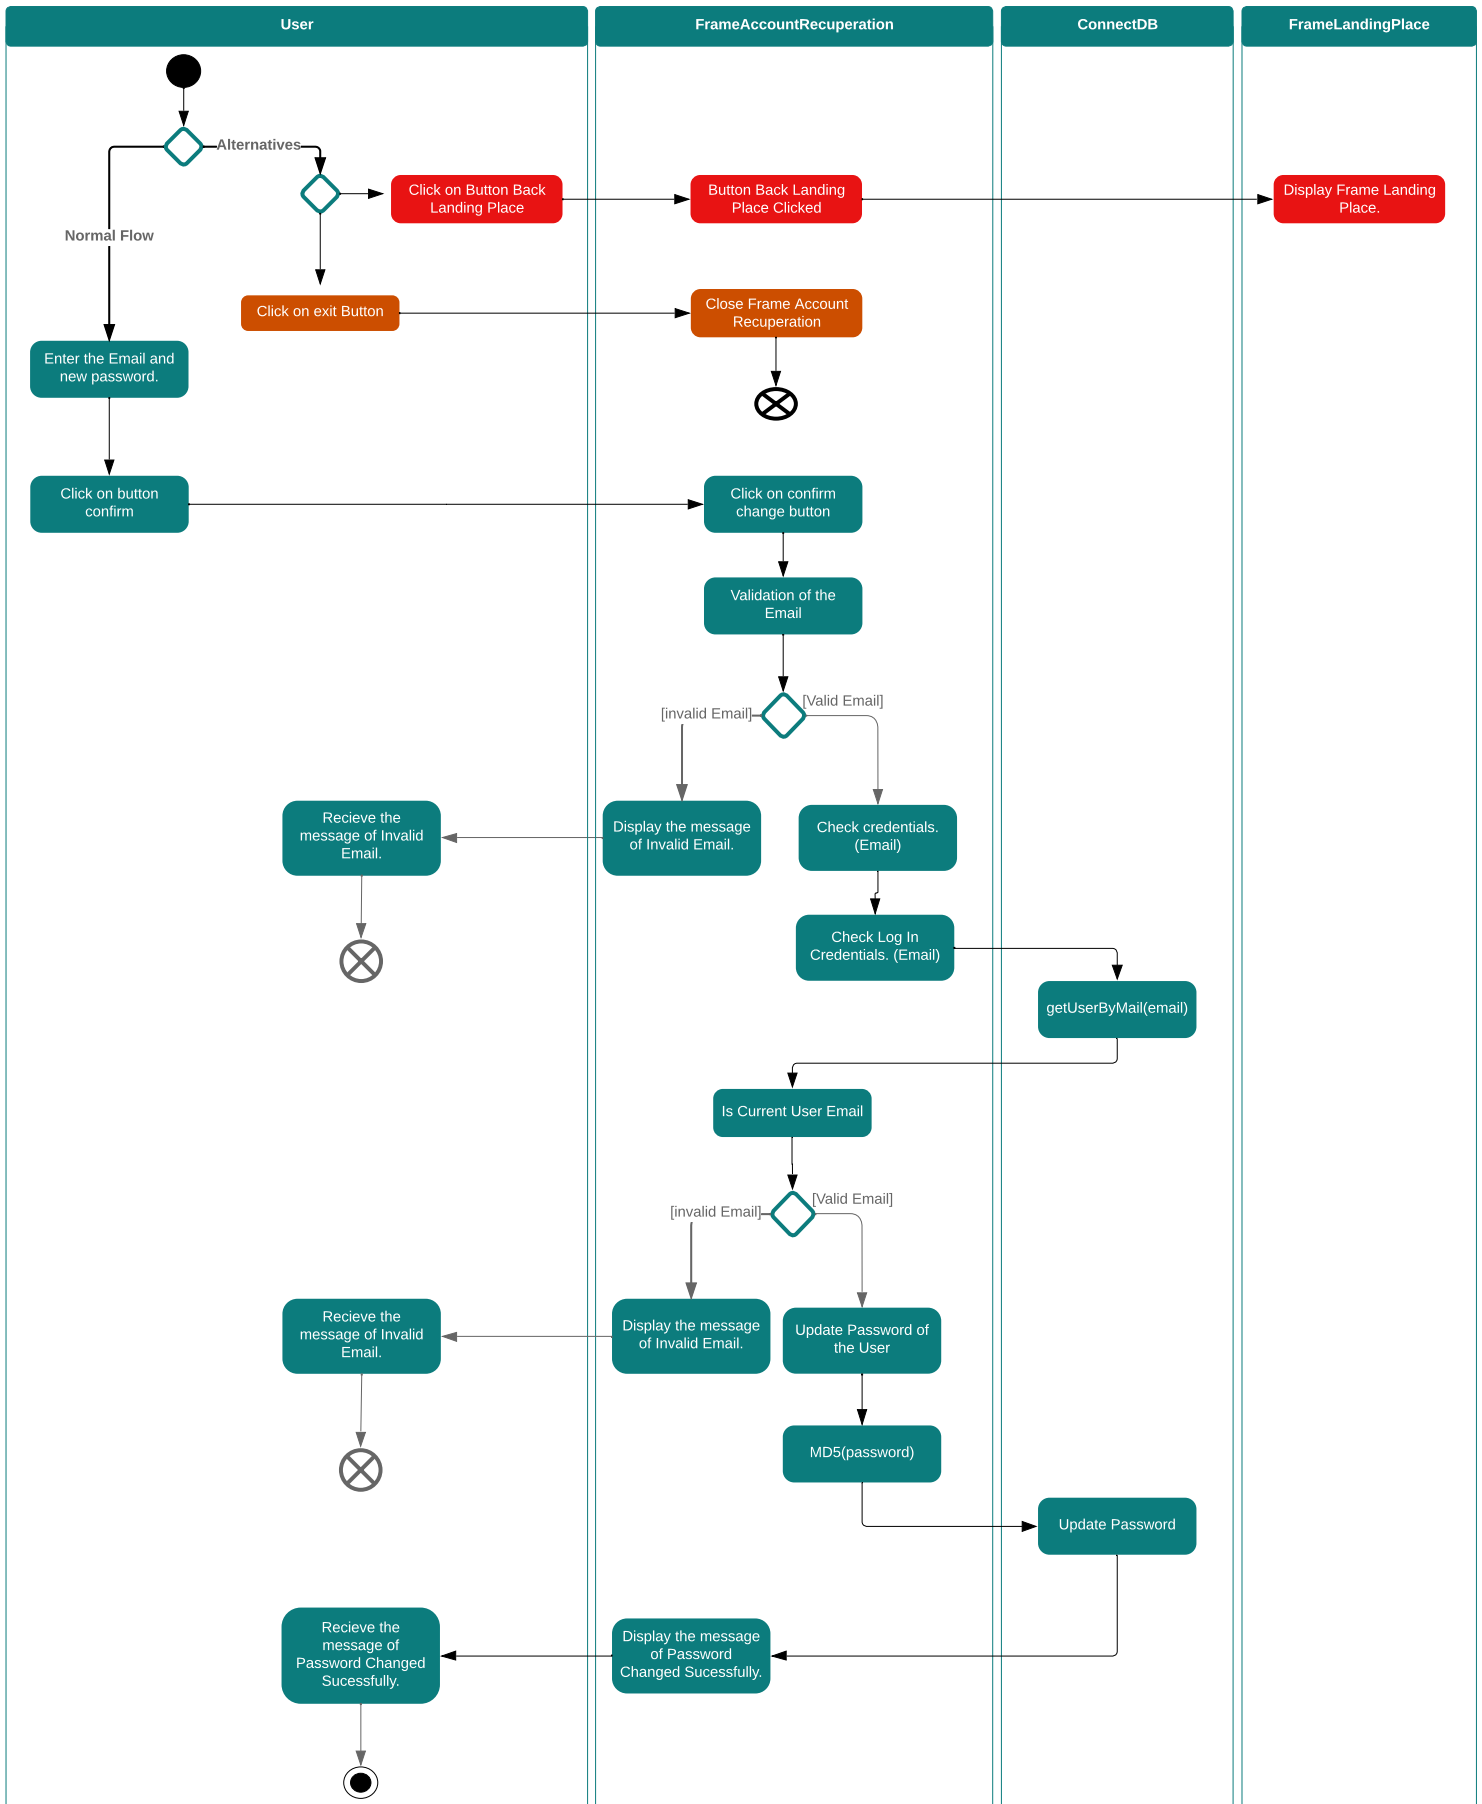 User
FrameAccountRecuperation
ConnectDB
FrameLandingPlace
Alternatives
Click on Button Back
Landing Place
Button Back Landing
Place Clicked
Display Frame Landing
Place.
Normal Flow
Click on exit Button
Close Frame Account
Recuperation
Enter the Email and
new password.
Click on button
confirm
Click on confirm
change button
Validation of the
Email
[invalid Email]
[Valid Email]
Recieve the
message of Invalid
Email.
Display the message
of Invalid Email.
Check credentials.
(Email)
Check Log In
Credentials. (Email)
getUserByMail(email)
Is Current User Email
[invalid Email]
[Valid Email]
Recieve the
message of Invalid
Email.
Display the message
of Invalid Email.
Update Password of
the User
MD5(password)
Update Password
Recieve the
message of
Password Changed
Sucessfully.
Display the message
of Password
Changed Sucessfully.